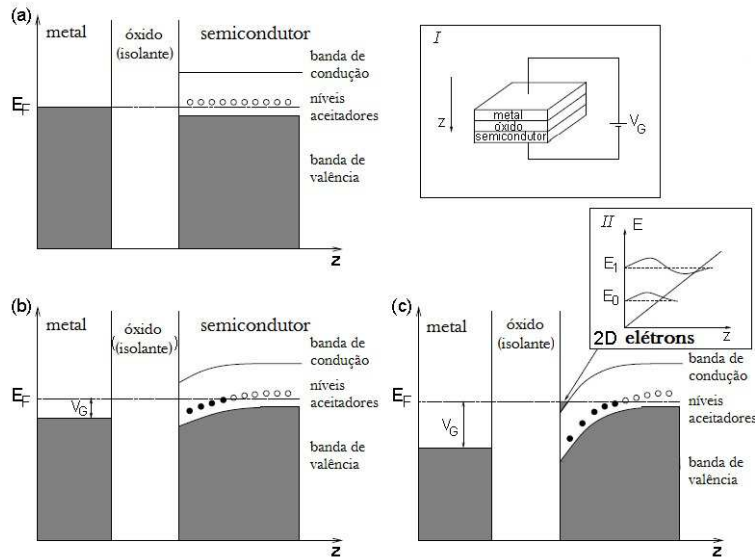 (a)
metal
óxido
(isolante)
semicondutor
banda de
condução
níveis
aceitadores
banda de
valência
E_F
z
I
z
metal
óxido
semicondutor
V_G
II
E
E_1
E_0
z
2D elétrons
(b)
metal
óxido
(isolante)
semicondutor
banda de
condução
níveis
aceitadores
banda de
valência
E_F
V_G
z
(c)
metal
óxido
(isolante)
banda de
condução
níveis
aceitadores
banda de
valência
E_F
V_G
z